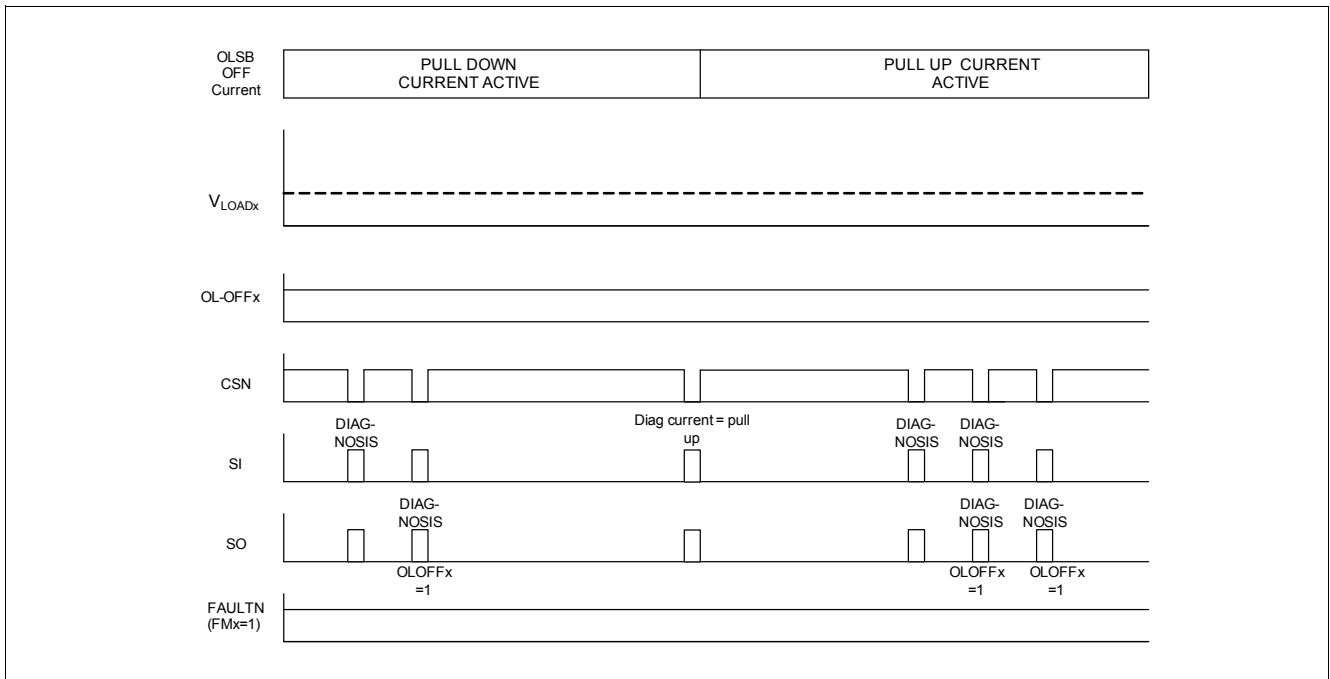 OLSB
OFF
Current
PULL DOWN
CURRENT ACTIVE
PULL UP CURRENT
ACTIVE
VLOADx
OL-OFFx
CSN
DIAG-
NOSIS
Diag current = pull
up
DIAG-
NOSIS
DIAG-
NOSIS
SI
DIAG-
NOSIS
DIAG-
NOSIS
DIAG-
NOSIS
SO
OLOFFx
=1
OLOFFx
=1
OLOFFx
=1
FAULTN
(FMx=1)